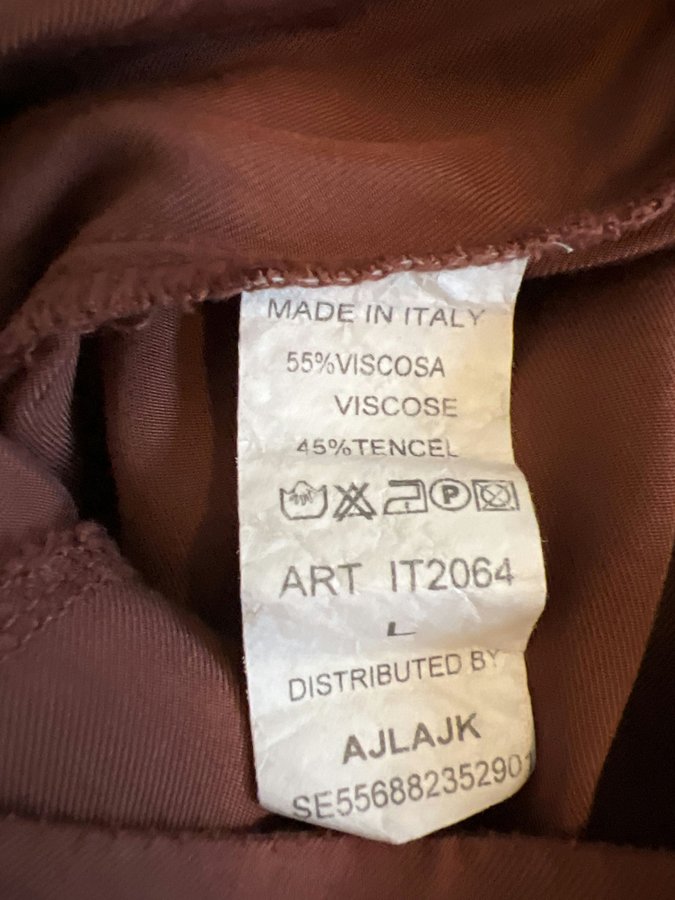 MADE IN ITALY
55%VISCOSA
VISCOSE
45%TENCEL
P
ART IT2064
L
DISTRIBUTED BY
AJLAJK
SE556882352901